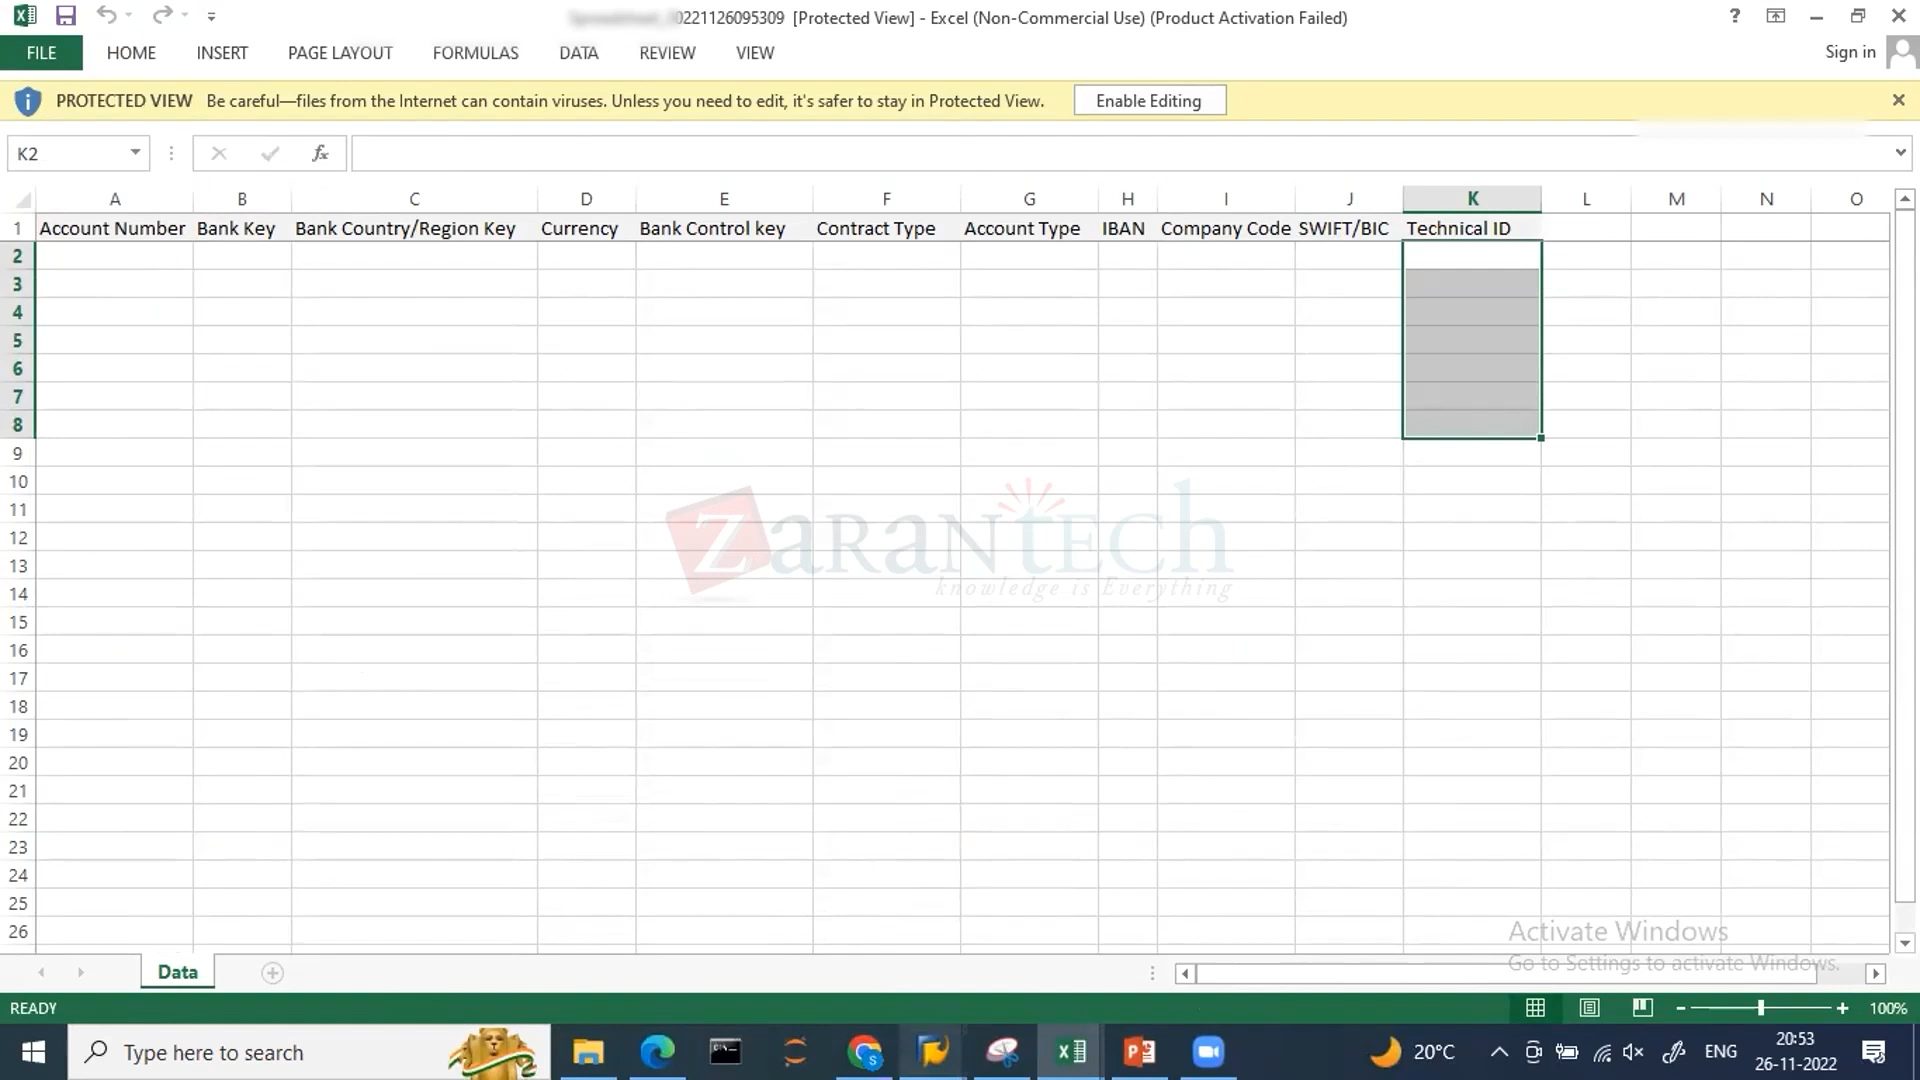 00221126095309 [Protected View] - Excel (Non-Commercial Use) (Product Activation Failed)
?
FILE HOME INSERT PAGE LAYOUT FORMULAS DATA REVIEW VIEW Sign in
PROTECTED VIEW Be careful—files from the Internet can contain viruses. Unless you need to edit, it's safer to stay in Protected View. Enable Editing
K2 fx
A B C D E F G H I J K L M N O
1 Account Number Bank Key Bank Country/Region Key Currency Bank Control key Contract Type Account Type IBAN Company Code SWIFT/BIC Technical ID
2
3
4
5
6
7
8
9
10
11
12
13
14
15
16
17
18
19
20
21
22
23
24
25
26
ZaranTech
knowledge is Everything
Activate Windows
Go to Settings to activate Windows.
Data
READY 100%
Type here to search 20°C ENG 20:53
26-11-2022